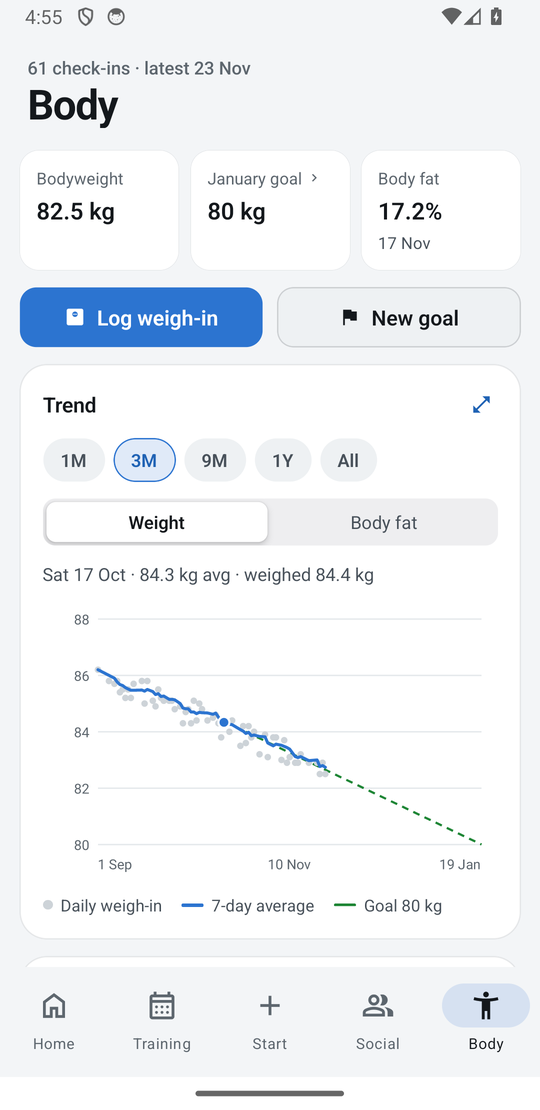 4:55
61 check-ins · latest 23 Nov
Body
Bodyweight
82.5 kg
January goal
80 kg
Body fat
17.2%
17 Nov
Log weigh-in
New goal
Trend
1M 3M 9M 1Y All
Weight Body fat
Sat 17 Oct · 84.3 kg avg · weighed 84.4 kg
88
86
84
82
80
1 Sep 10 Nov 19 Jan
Daily weigh-in 7-day average Goal 80 kg
Home Training Start Social Body